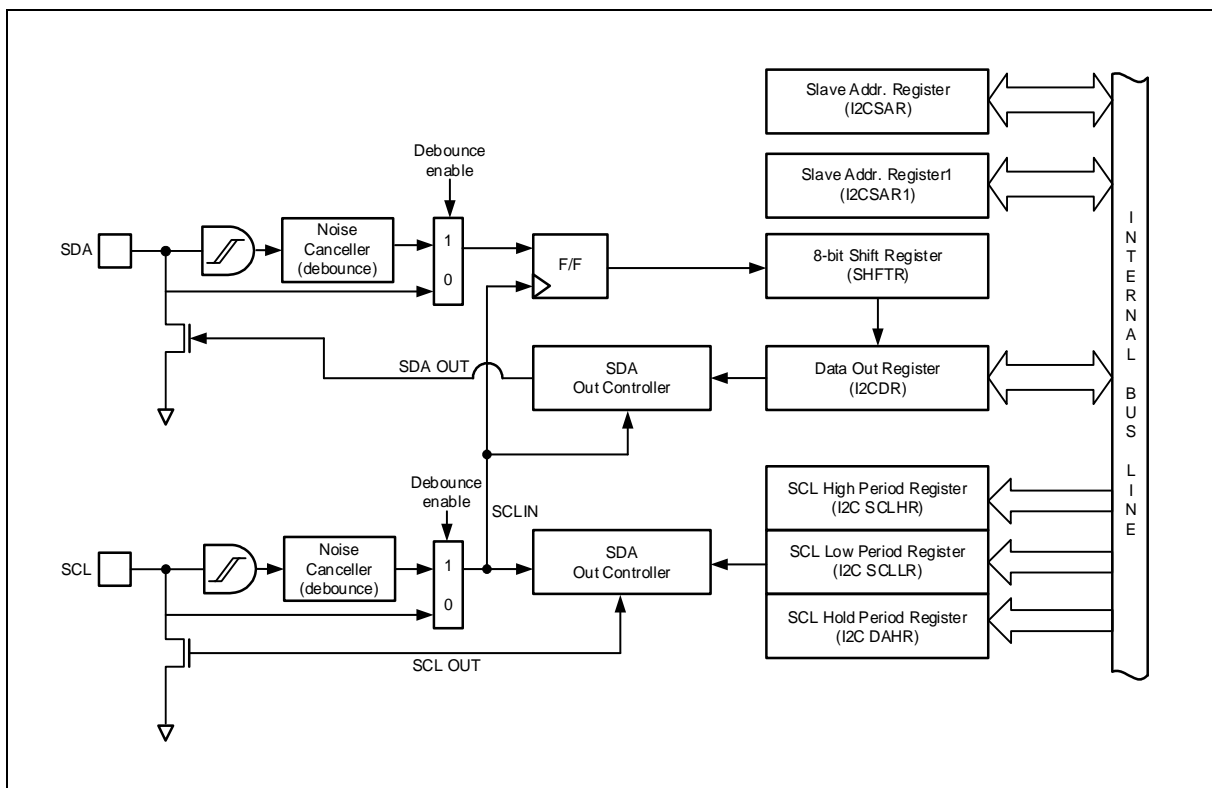 Slave Addr. Register
(I2CSAR)
Slave Addr. Register1
(I2CSAR1)
Debounce
enable
SDA
Noise
Canceller
(debounce)
1
0
F/F
8-bit Shift Register
(SHFTR)
SDA OUT
SDA
Out Controller
Data Out Register
(I2CDR)
Debounce
enable
SCLIN
SCL
Noise
Canceller
(debounce)
1
0
SDA
Out Controller
SCL High Period Register
(I2C SCLHR)
SCL Low Period Register
(I2C SCLLR)
SCL Hold Period Register
(I2C DAHR)
SCL OUT
INTERNAL BUS LINE